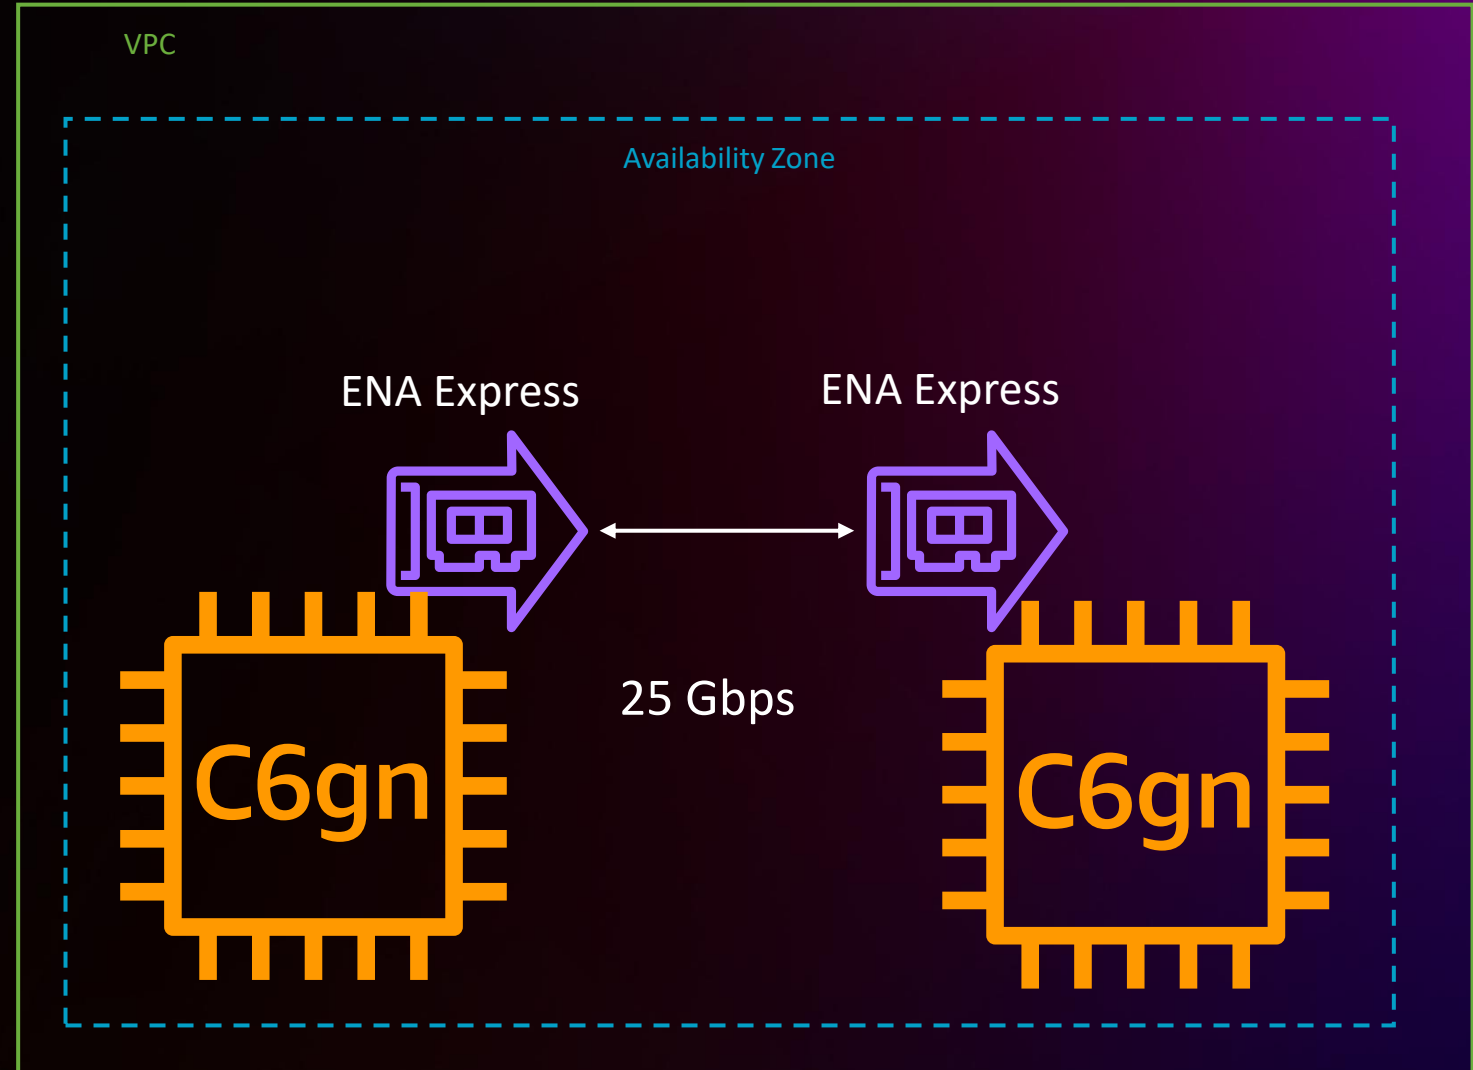 VPC
Availability Zone
ENA Express
ENA Express
25 Gbps
C6gn
C6gn